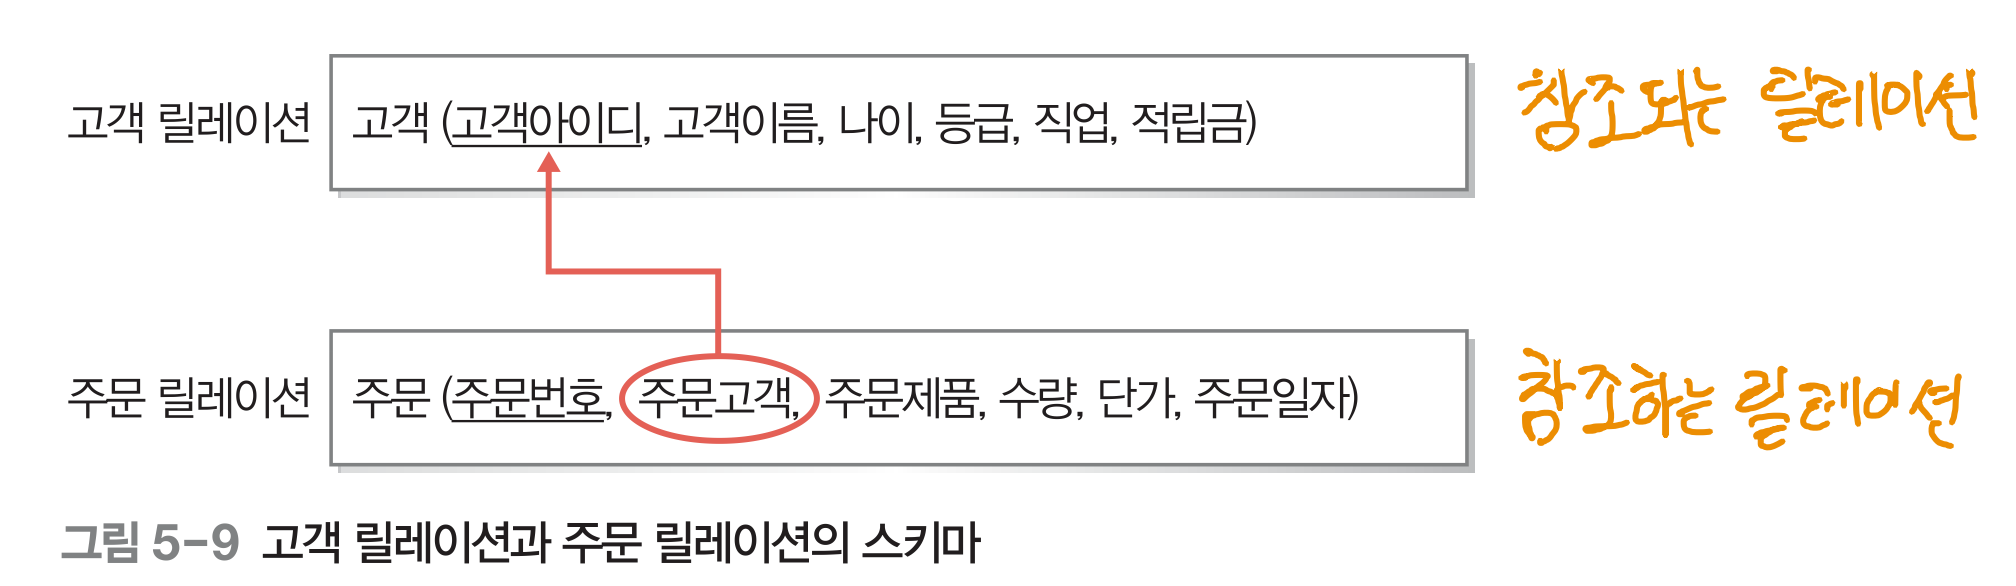 고객 릴레이션 고객 (고객아이디, 고객이름, 나이, 등급, 직업, 적립금) 참조되는 릴레이션
주문 릴레이션 주문 (주문번호, 주문고객, 주문제품, 수량, 단가, 주문일자) 참조하는 릴레이션
그림 5-9 고객 릴레이션과 주문 릴레이션의 스키마